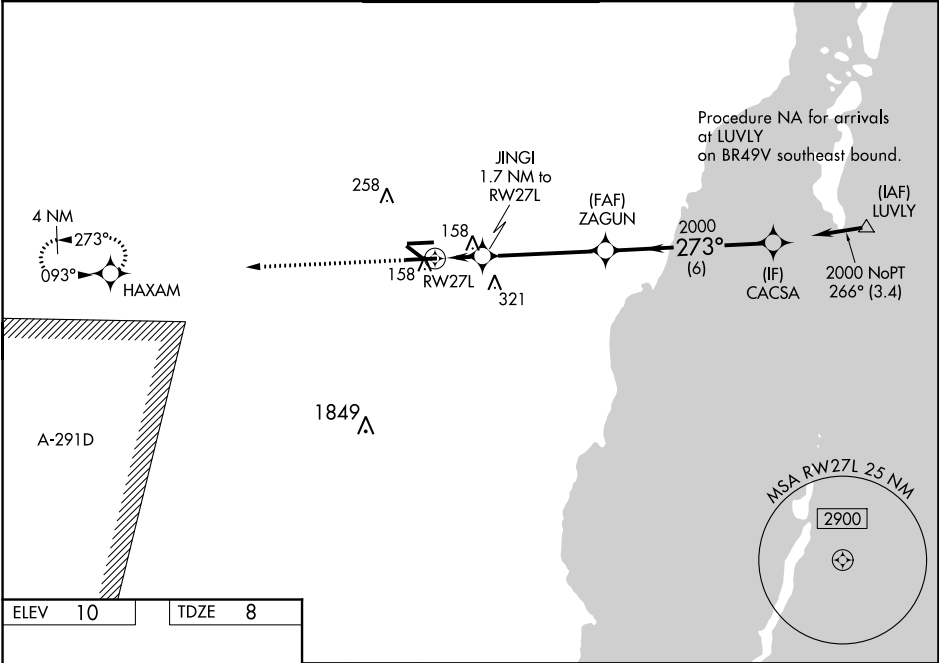 Procedure NA for arrivals
at LUVLY
on BR49V southeast bound.
JINGI
1.7 NM to
RW27L
(IAF)
LUVLY
258
(FAF)
ZAGUN
4 NM
273°
093°
HAXAM
158
158
RW27L
321
2000
273°
(6)
(IF)
CACSA
2000 NoPT
266° (3.4)
1849
A-291D
MSA RW27L 25 NM
2900
ELEV 10
TDZE 8